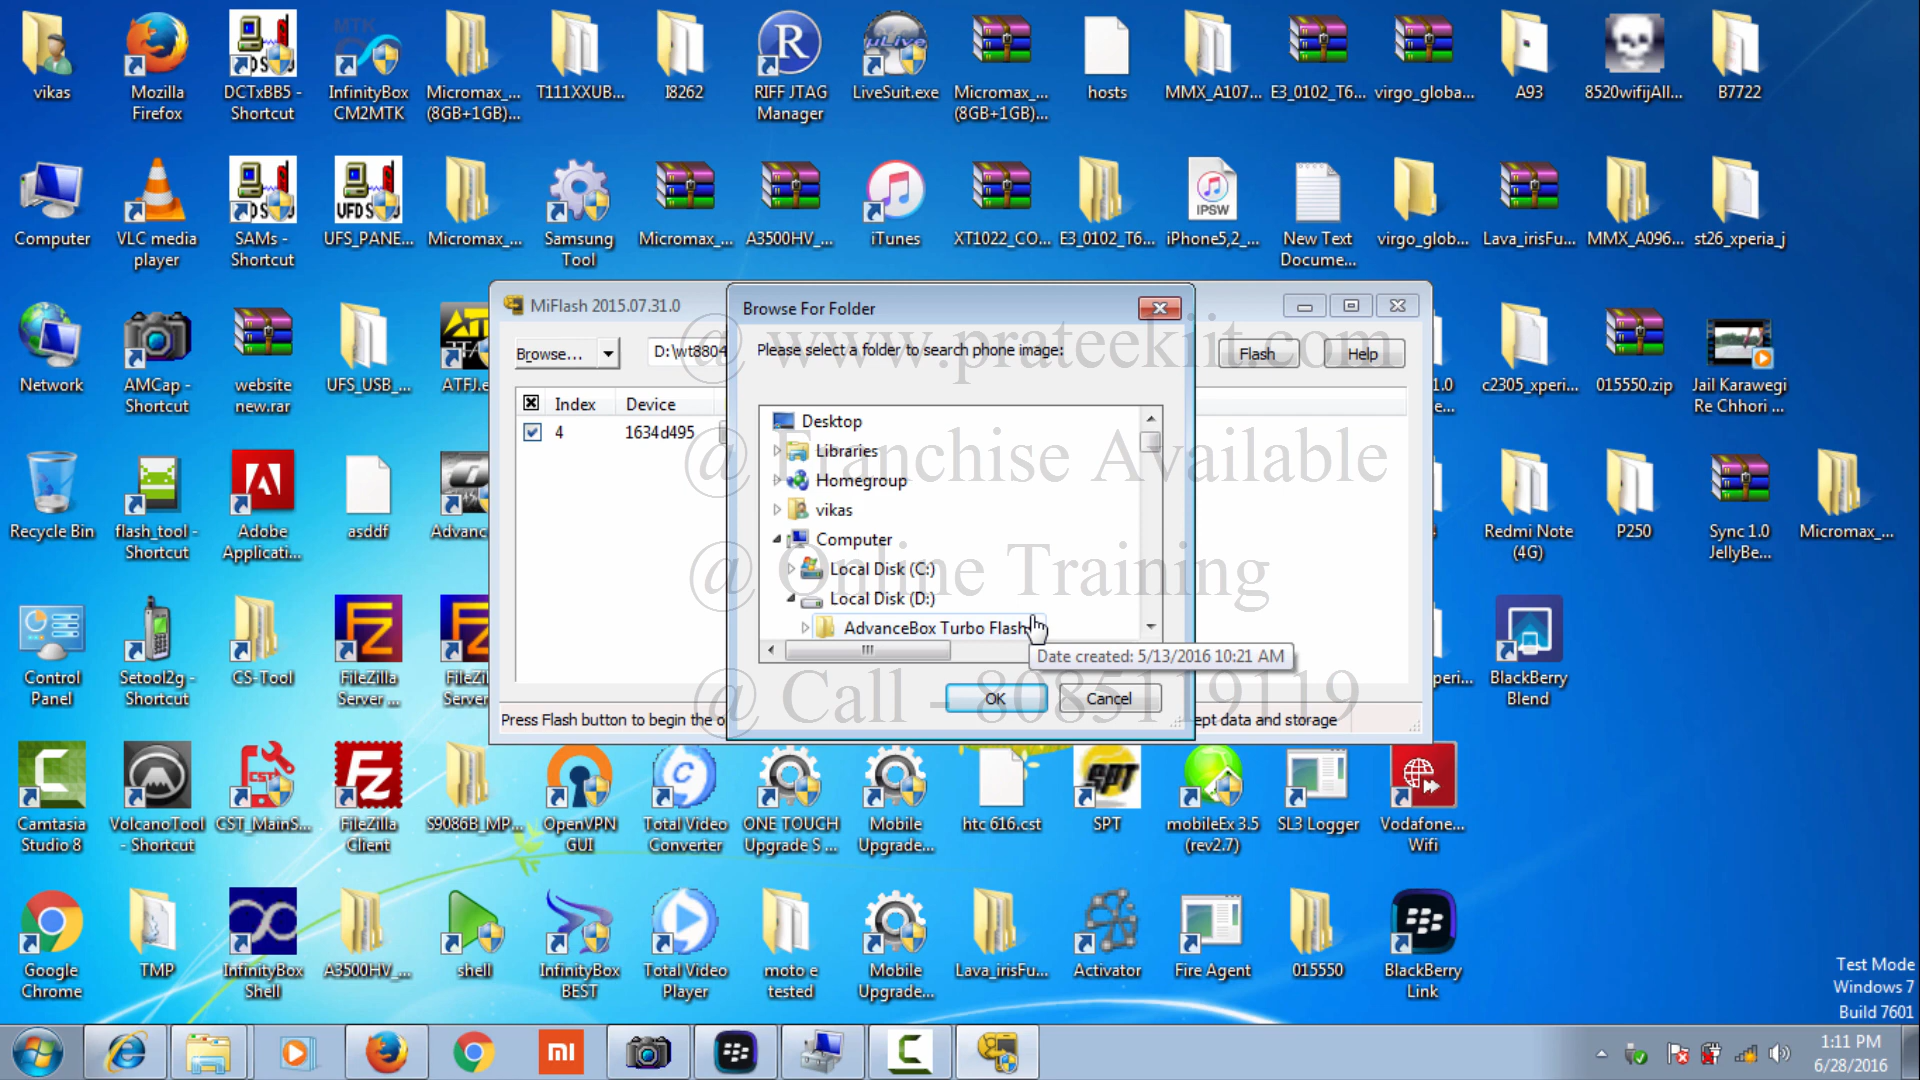 vikas
Mozilla
Firefox
DCTxBB5 -
Shortcut
InfinityBox
CM2MTK
Micromax_...
(8GB+1GB)...
T111XXUB...
I8262
RIFF JTAG
Manager
LiveSuit.exe
Micromax_...
(8GB+1GB)...
hosts
MMX_A107...
E3_0102_T6...
virgo_globa...
A93
8520wifijAll...
B7722
Computer
VLC media
player
SAMs -
Shortcut
UFS_PANE...
Micromax_...
Samsung
Tool
Micromax_...
A3500HV_...
iTunes
XT1022_CO...
E3_0102_T6...
IPSW
iPhone5,2_...
New Text
Docume...
virgo_glob...
Lava_irisFu...
MMX_A096...
st26_xperia_j
Network
AMCap -
Shortcut
website
new.rar
UFS_USB_...
ATFJ.e
c2305_xperi...
015550.zip
Jail Karawegi
Re Chhori ...
Recycle Bin
flash_tool -
Shortcut
Adobe
Applicati...
asddf
Advanc
Redmi Note
(4G)
P250
Sync 1.0
JellyBe...
Micromax_...
MiFlash 2015.07.31.0
Browse...
D:\wt8804
Flash
Help
Index
Device
4
1634d495
Press Flash button to begin the o
ept data and storage
Browse For Folder
Please select a folder to search phone image:
Desktop
Libraries
Homegroup
vikas
Computer
Local Disk (C:)
Local Disk (D:)
AdvanceBox Turbo Flash
Date created: 5/13/2016 10:21 AM
OK
Cancel
@ www.prateekiit.com
@ Franchise Available
@ Online Training
@ Call - 8085119119
Control
Panel
Setool2g -
Shortcut
CS-Tool
FileZilla
Server ...
FileZil
Server
BlackBerry
Blend
Camtasia
Studio 8
VolcanoTool
- Shortcut
CST_MainS...
FileZilla
Client
S9086B_MP...
OpenVPN
GUI
Total Video
Converter
ONE TOUCH
Upgrade S ...
Mobile
Upgrade...
htc 616.cst
SPT
mobileEx 3.5
(rev2.7)
SL3 Logger
Vodafone...
Wifi
Google
Chrome
TMP
InfinityBox
Shell
A3500HV_...
shell
InfinityBox
BEST
Total Video
Player
moto e
tested
Mobile
Upgrade...
Lava_irisFu...
Activator
Fire Agent
015550
BlackBerry
Link
Test Mode
Windows 7
Build 7601
1:11 PM
6/28/2016